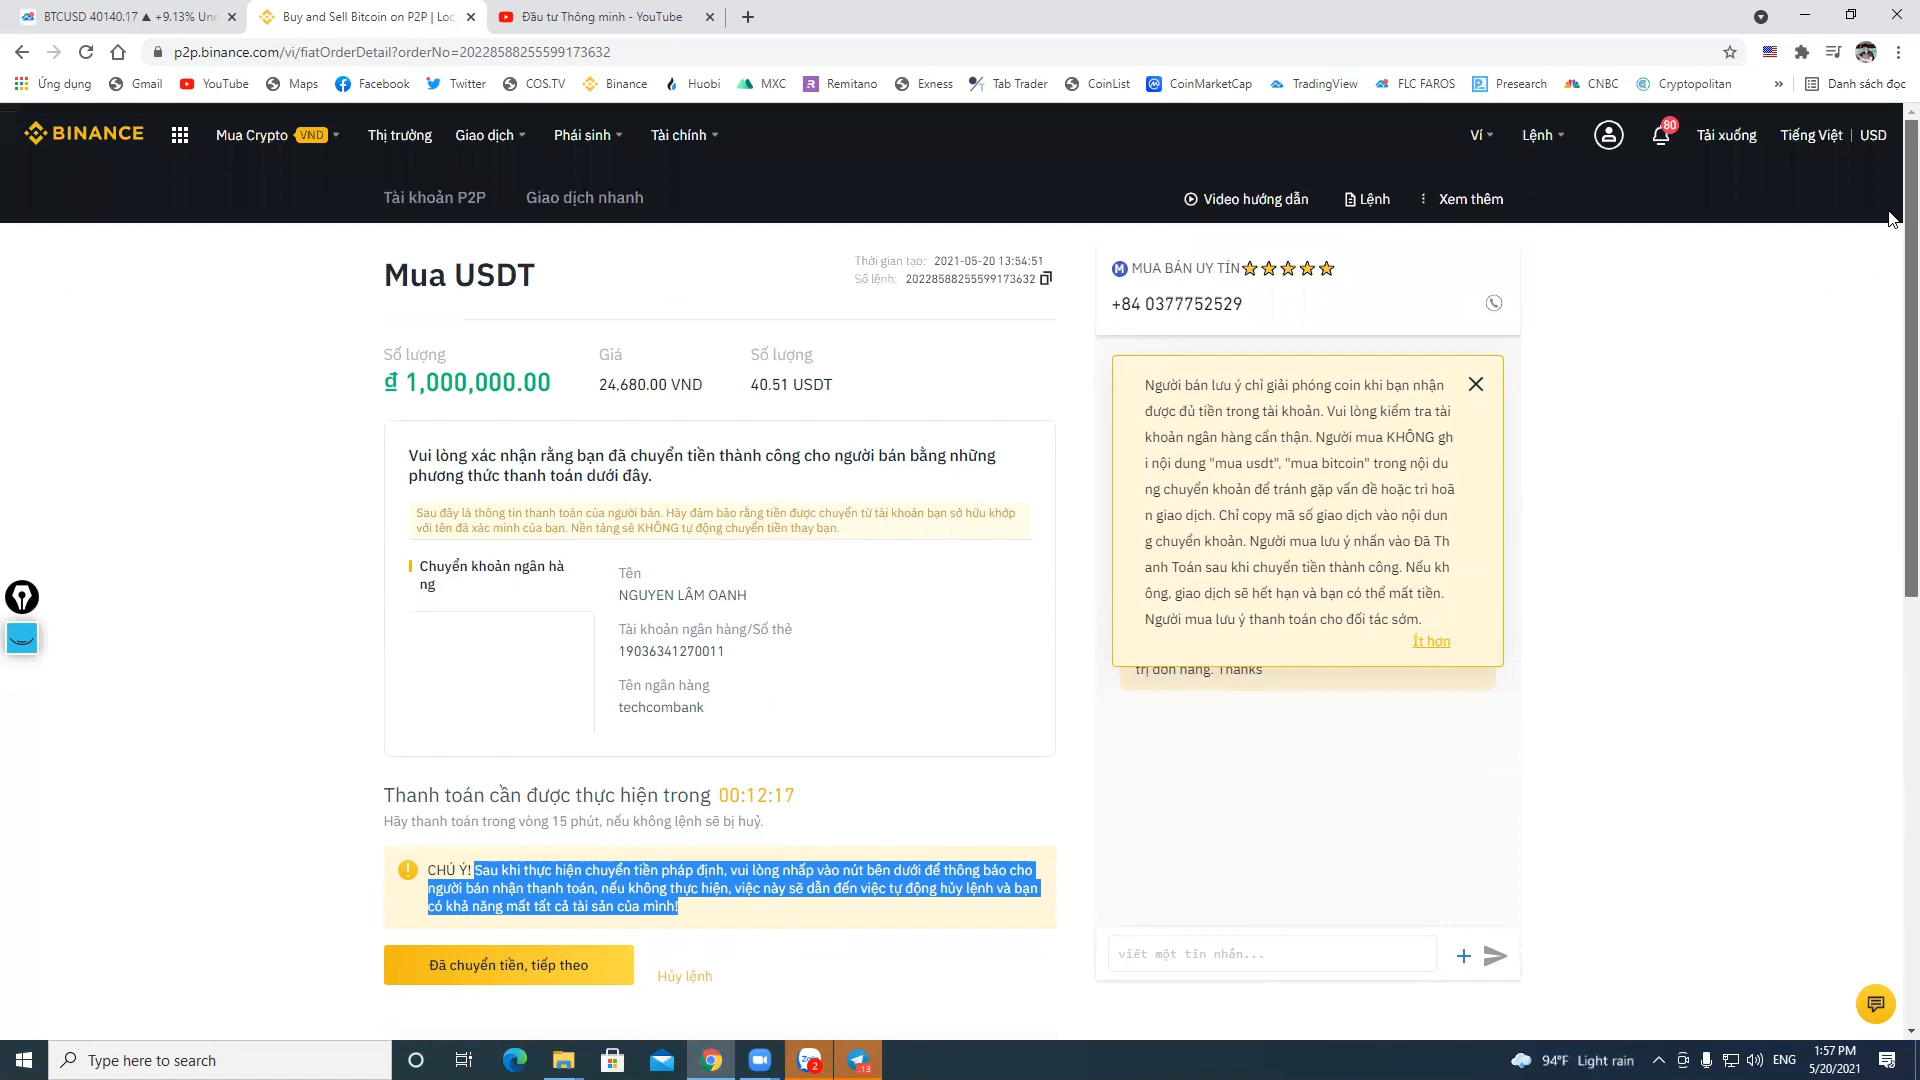 BTCUSD 40140.17 ▲ +9.13% Unn
Buy and Sell Bitcoin on P2P | Loc
Đầu tư Thông minh - YouTube
p2p.binance.com/vi/fiatOrderDetail?orderNo=20228588255599173632
Ứng dụng
Gmail
YouTube
Maps
Facebook
Twitter
COS.TV
Binance
Huobi
MXC
Remitano
Exness
Tab Trader
CoinList
CoinMarketCap
TradingView
FLC FAROS
Presearch
CNBC
Cryptopolitan
»
Danh sách đọc
BINANCE
Mua Crypto VND
Thị trường
Giao dịch
Phái sinh
Tài chính
Ví
Lệnh
80
Tải xuống
Tiếng Việt | USD
Tài khoản P2P
Giao dịch nhanh
Video hướng dẫn
Lệnh
Xem thêm
Mua USDT
Thời gian tạo: 2021-05-20 13:54:51
Số lệnh: 20228588255599173632
Số lượng
Giá
Số lượng
₫ 1,000,000.00
24,680.00 VND
40.51 USDT
Vui lòng xác nhận rằng bạn đã chuyển tiền thành công cho người bán bằng những
phương thức thanh toán dưới đây.
Sau đây là thông tin thanh toán của người bán. Hãy đảm bảo rằng tiền được chuyển từ tài khoản bạn sở hữu khớp
với tên đã xác minh của bạn. Nền tảng sẽ KHÔNG tự động chuyển tiền thay bạn.
Chuyển khoản ngân hà
ng
Tên
NGUYEN LÂM OANH
Tài khoản ngân hàng/Số thẻ
19036341270011
Tên ngân hàng
techcombank
Thanh toán cần được thực hiện trong 00:12:17
Hãy thanh toán trong vòng 15 phút, nếu không lệnh sẽ bị huỷ.
CHÚ Ý! Sau khi thực hiện chuyển tiền pháp định, vui lòng nhấp vào nút bên dưới để thông báo cho
người bán nhận thanh toán, nếu không thực hiện, việc này sẽ dẫn đến việc tự động hủy lệnh và bạn
có khả năng mất tất cả tài sản của mình!
Đã chuyển tiền, tiếp theo
Hủy lệnh
M MUA BÁN UY TÍN
+84 0377752529
Người bán lưu ý chỉ giải phóng coin khi bạn nhận
được đủ tiền trong tài khoản. Vui lòng kiểm tra tài
khoản ngân hàng cẩn thận. Người mua KHÔNG gh
i nội dung "mua usdt", "mua bitcoin" trong nội du
ng chuyển khoản để tránh gặp vấn đề hoặc trì hoã
n giao dịch. Chỉ copy mã số giao dịch vào nội dun
g chuyển khoản. Người mua lưu ý nhấn vào Đã Th
anh Toán sau khi chuyển tiền thành công. Nếu kh
ông, giao dịch sẽ hết hạn và bạn có thể mất tiền.
Người mua lưu ý thanh toán cho đối tác sớm.
Ít hơn
trị đơn hàng. Thanks
viết một tin nhắn...
Type here to search
Zalo
2
13
94°F Light rain
ENG
1:57 PM
5/20/2021